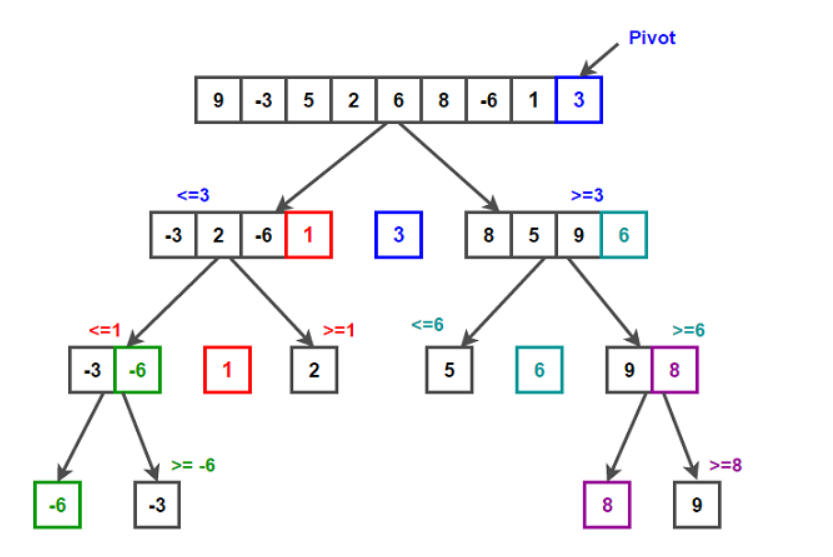 Pivot
9 -3 5 2 6 8 -6 1 3
<=3 >=3
-3 2 -6 1 3 8 5 9 6
<=1 >=1 <=6 >=6
-3 -6 1 2 5 6 9 8
>= -6 >=8
-6 -3 8 9